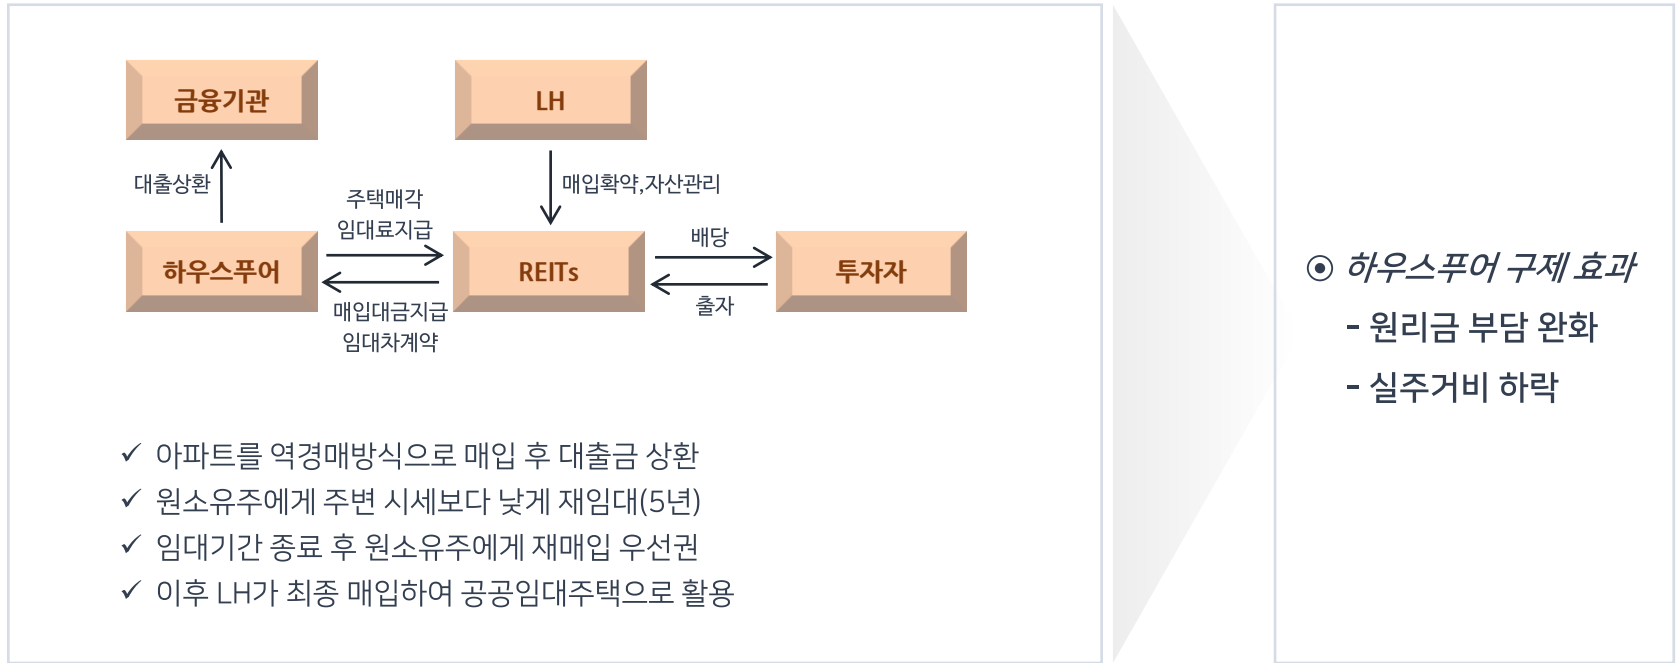 금융기관
LH
대출상환
매입확약,자산관리
주택매각
임대료지급
하우스푸어
REITs
배당
투자자
출자
매입대금지급
임대차계약
✓ 아파트를 역경매방식으로 매입 후 대출금 상환
✓ 원소유주에게 주변 시세보다 낮게 재임대(5년)
✓ 임대기간 종료 후 원소유주에게 재매입 우선권
✓ 이후 LH가 최종 매입하여 공공임대주택으로 활용
⊙ 하우스푸어 구제 효과
- 원리금 부담 완화
- 실주거비 하락